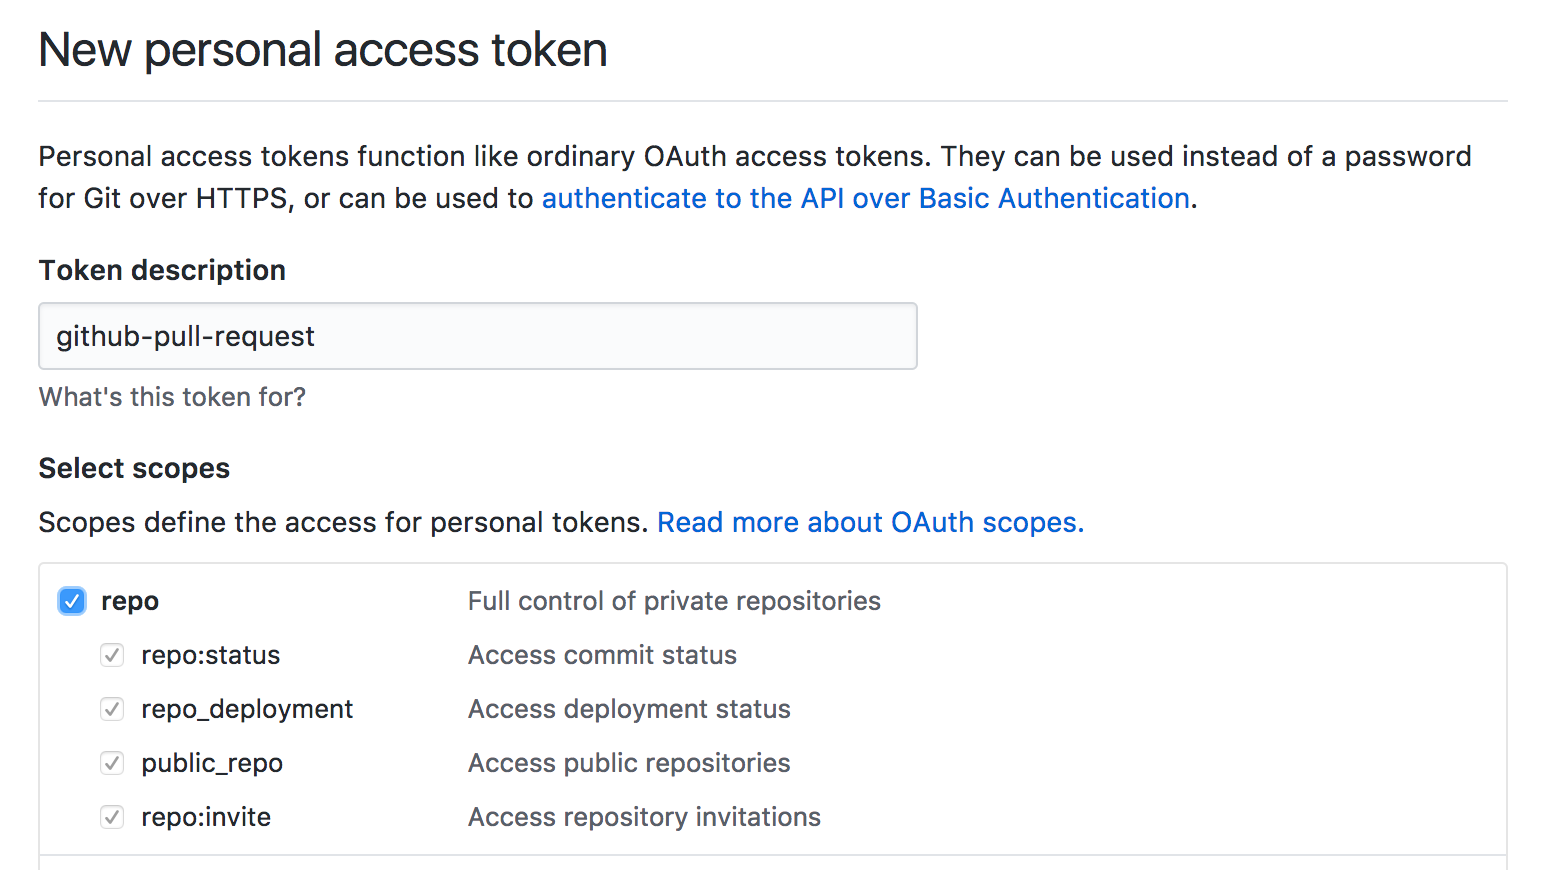 New personal access token
Personal access tokens function like ordinary OAuth access tokens. They can be used instead of a password
for Git over HTTPS, or can be used to authenticate to the API over Basic Authentication.
Token description
github-pull-request
What's this token for?
Select scopes
Scopes define the access for personal tokens. Read more about OAuth scopes.
repo Full control of private repositories
repo:status Access commit status
repo_deployment Access deployment status
public_repo Access public repositories
repo:invite Access repository invitations